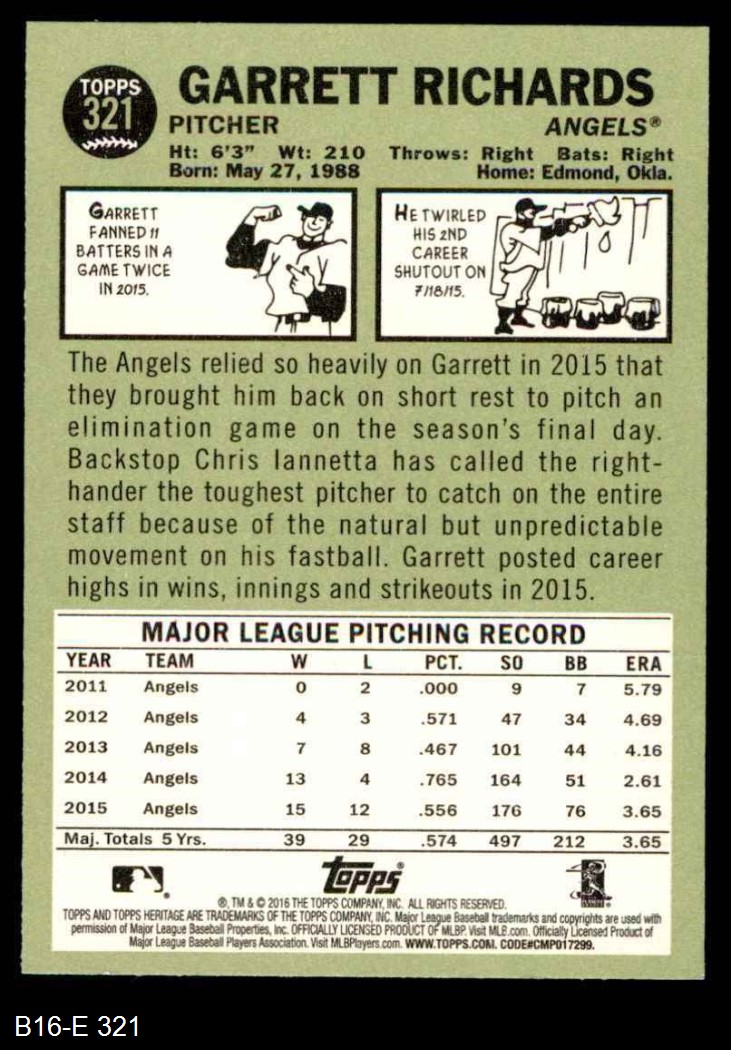 TOPPS
321
GARRETT RICHARDS
PITCHER ANGELS®
Ht: 6'3" Wt: 210 Throws: Right Bats: Right
Born: May 27, 1988 Home: Edmond, Okla.
GARRETT
FANNED 11
BATTERS IN A
GAME TWICE
IN 2015.
HE TWIRLED
HIS 2ND
CAREER
SHUTOUT ON
7/18/15.
The Angels relied so heavily on Garrett in 2015 that
they brought him back on short rest to pitch an
elimination game on the season's final day.
Backstop Chris Iannetta has called the right-
hander the toughest pitcher to catch on the entire
staff because of the natural but unpredictable
movement on his fastball. Garrett posted career
highs in wins, innings and strikeouts in 2015.
MAJOR LEAGUE PITCHING RECORD
YEAR TEAM W L PCT. SO BB ERA
2011 Angels 0 2 .000 9 7 5.79
2012 Angels 4 3 .571 47 34 4.69
2013 Angels 7 8 .467 101 44 4.16
2014 Angels 13 4 .765 164 51 2.61
2015 Angels 15 12 .556 176 76 3.65
Maj. Totals 5 Yrs. 39 29 .574 497 212 3.65
topps®
®, TM & © 2016 THE TOPPS COMPANY, INC. ALL RIGHTS RESERVED.
TOPPS AND TOPPS HERITAGE ARE TRADEMARKS OF THE TOPPS COMPANY, INC. Major League Baseball trademarks and copyrights are used with
permission of Major League Baseball Properties, Inc. OFFICIALLY LICENSED PRODUCT OF MLBP. Visit MLB.com. Officially Licensed Product of
Major League Baseball Players Association. Visit MLBPlayers.com. WWW.TOPPS.COM. CODE#CMP017299.
B16-E 321